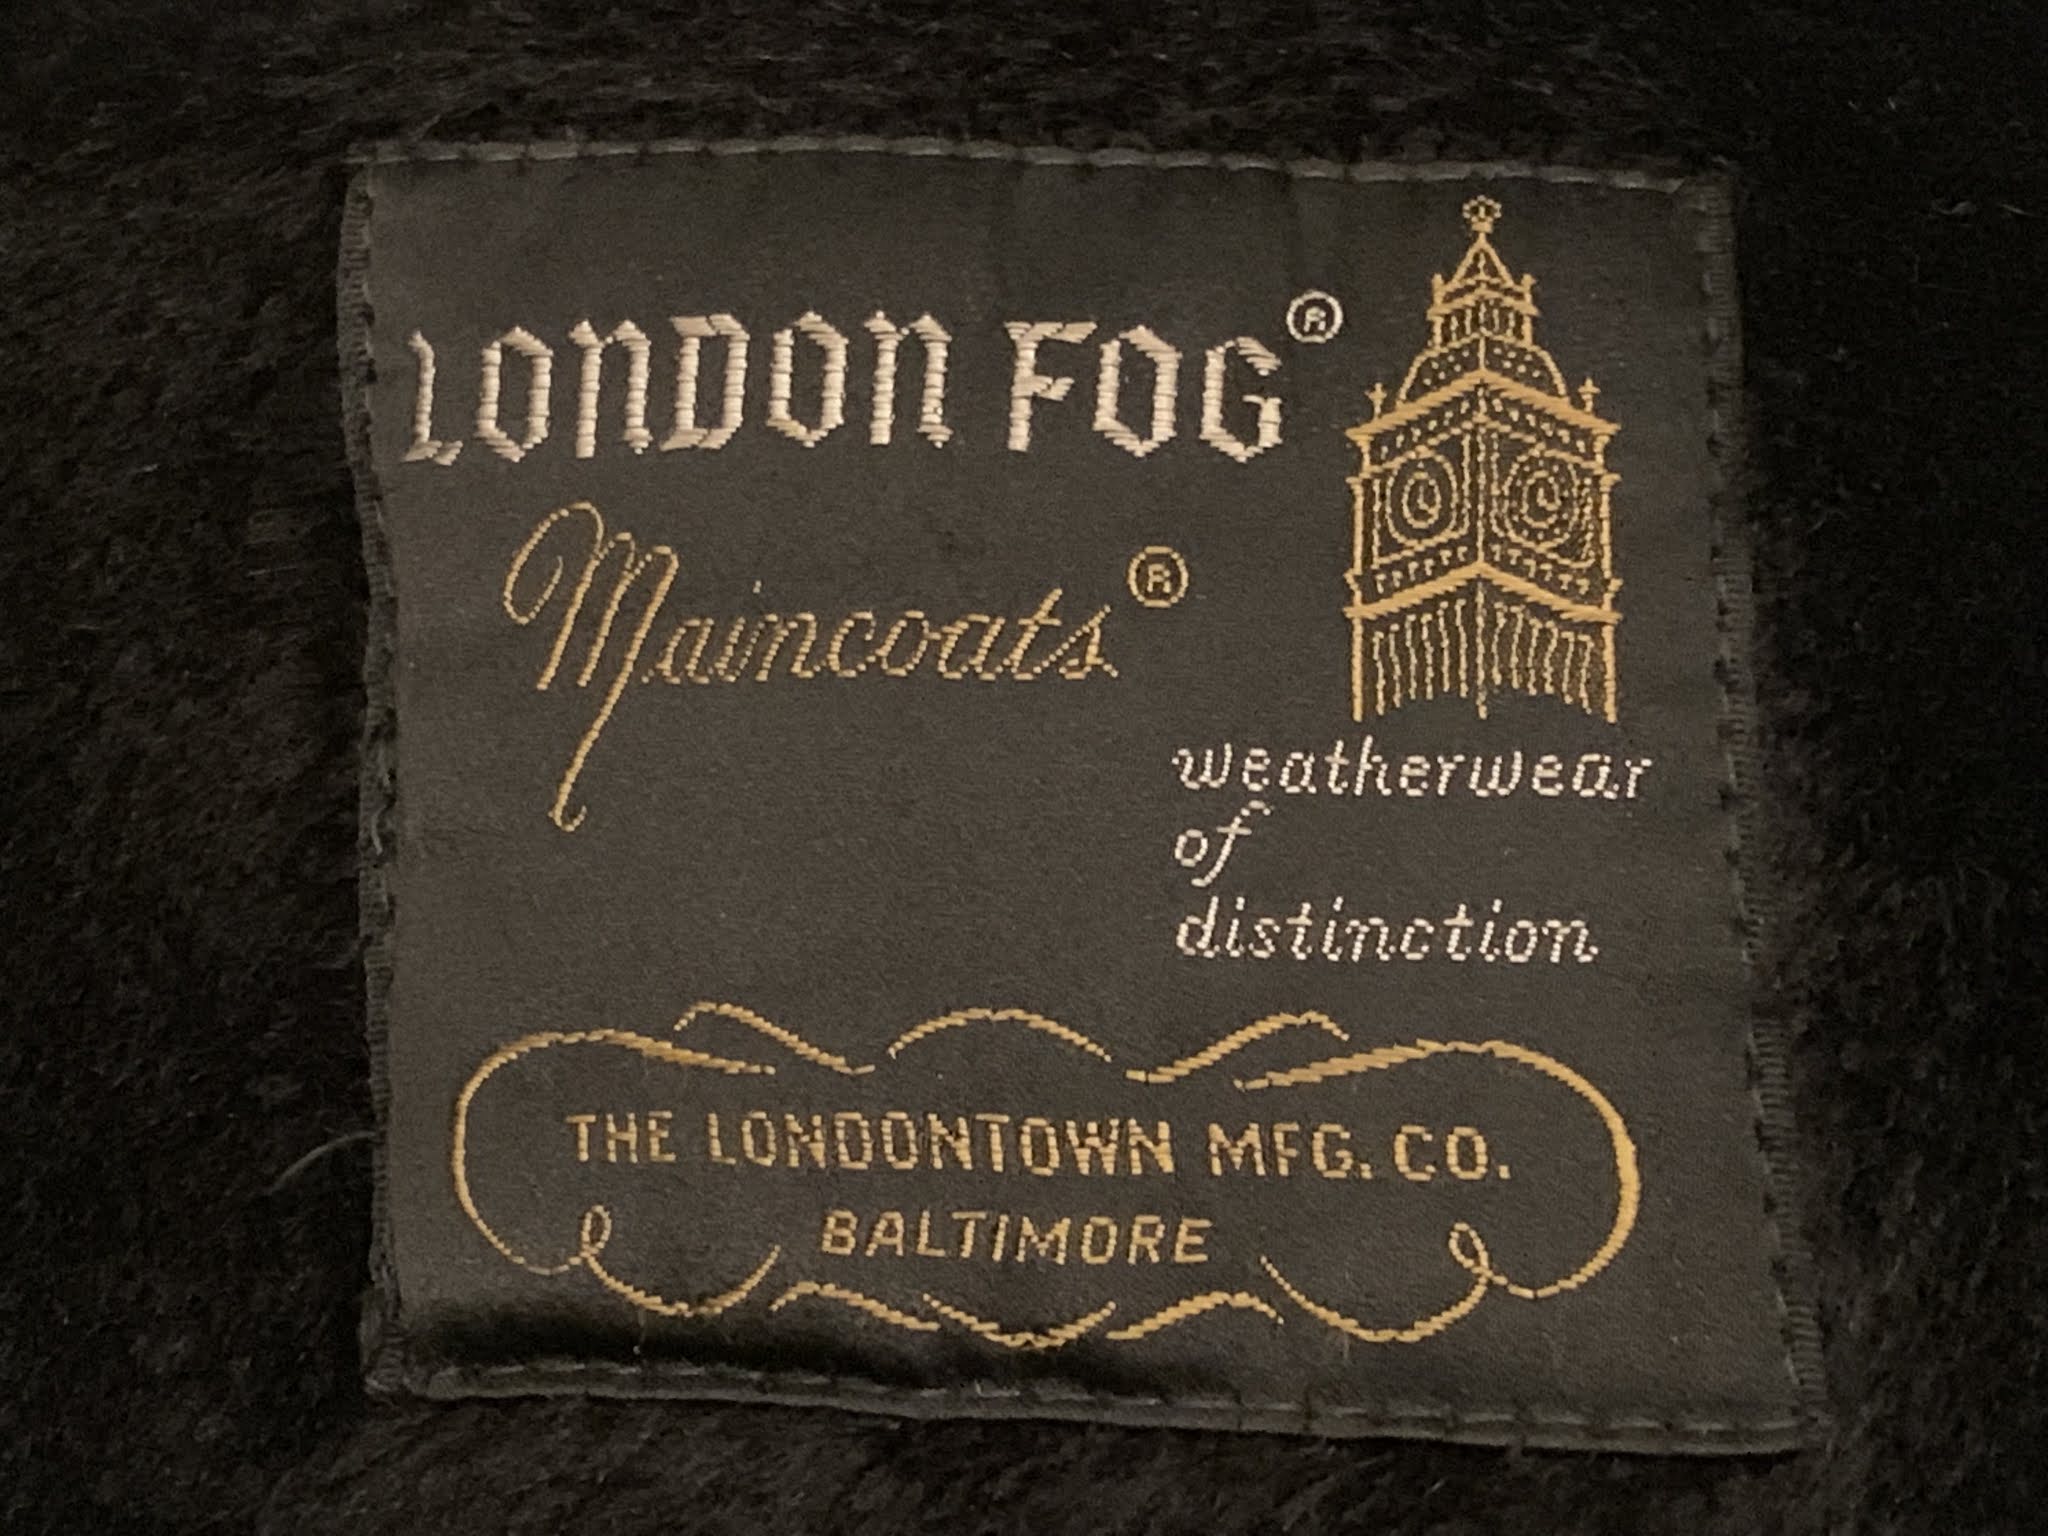 LONDON FOG®
Maincoats®
weatherwear
of
distinction
THE LONDONTOWN MFG. CO.
BALTIMORE